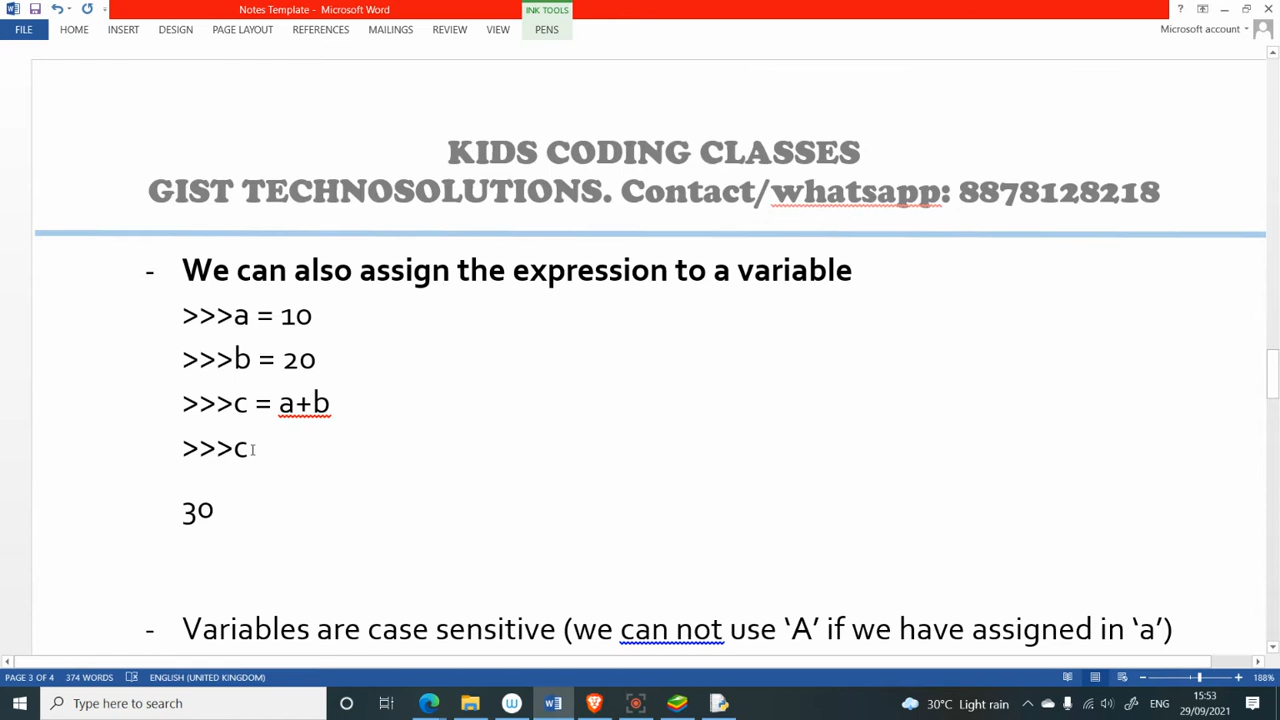 Notes Template - Microsoft Word
INK TOOLS
?
FILE HOME INSERT DESIGN PAGE LAYOUT REFERENCES MAILINGS REVIEW VIEW PENS
Microsoft account
KIDS CODING CLASSES
GIST TECHNOSOLUTIONS. Contact/whatsapp: 8878128218
- We can also assign the expression to a variable
>>>a = 10
>>>b = 20
>>>c = a+b
>>>c
30
- Variables are case sensitive (we can not use ‘A’ if we have assigned in ‘a’)
PAGE 3 OF 4 374 WORDS ENGLISH (UNITED KINGDOM) 188%
Type here to search
30°C Light rain
ENG
15:53
29/09/2021